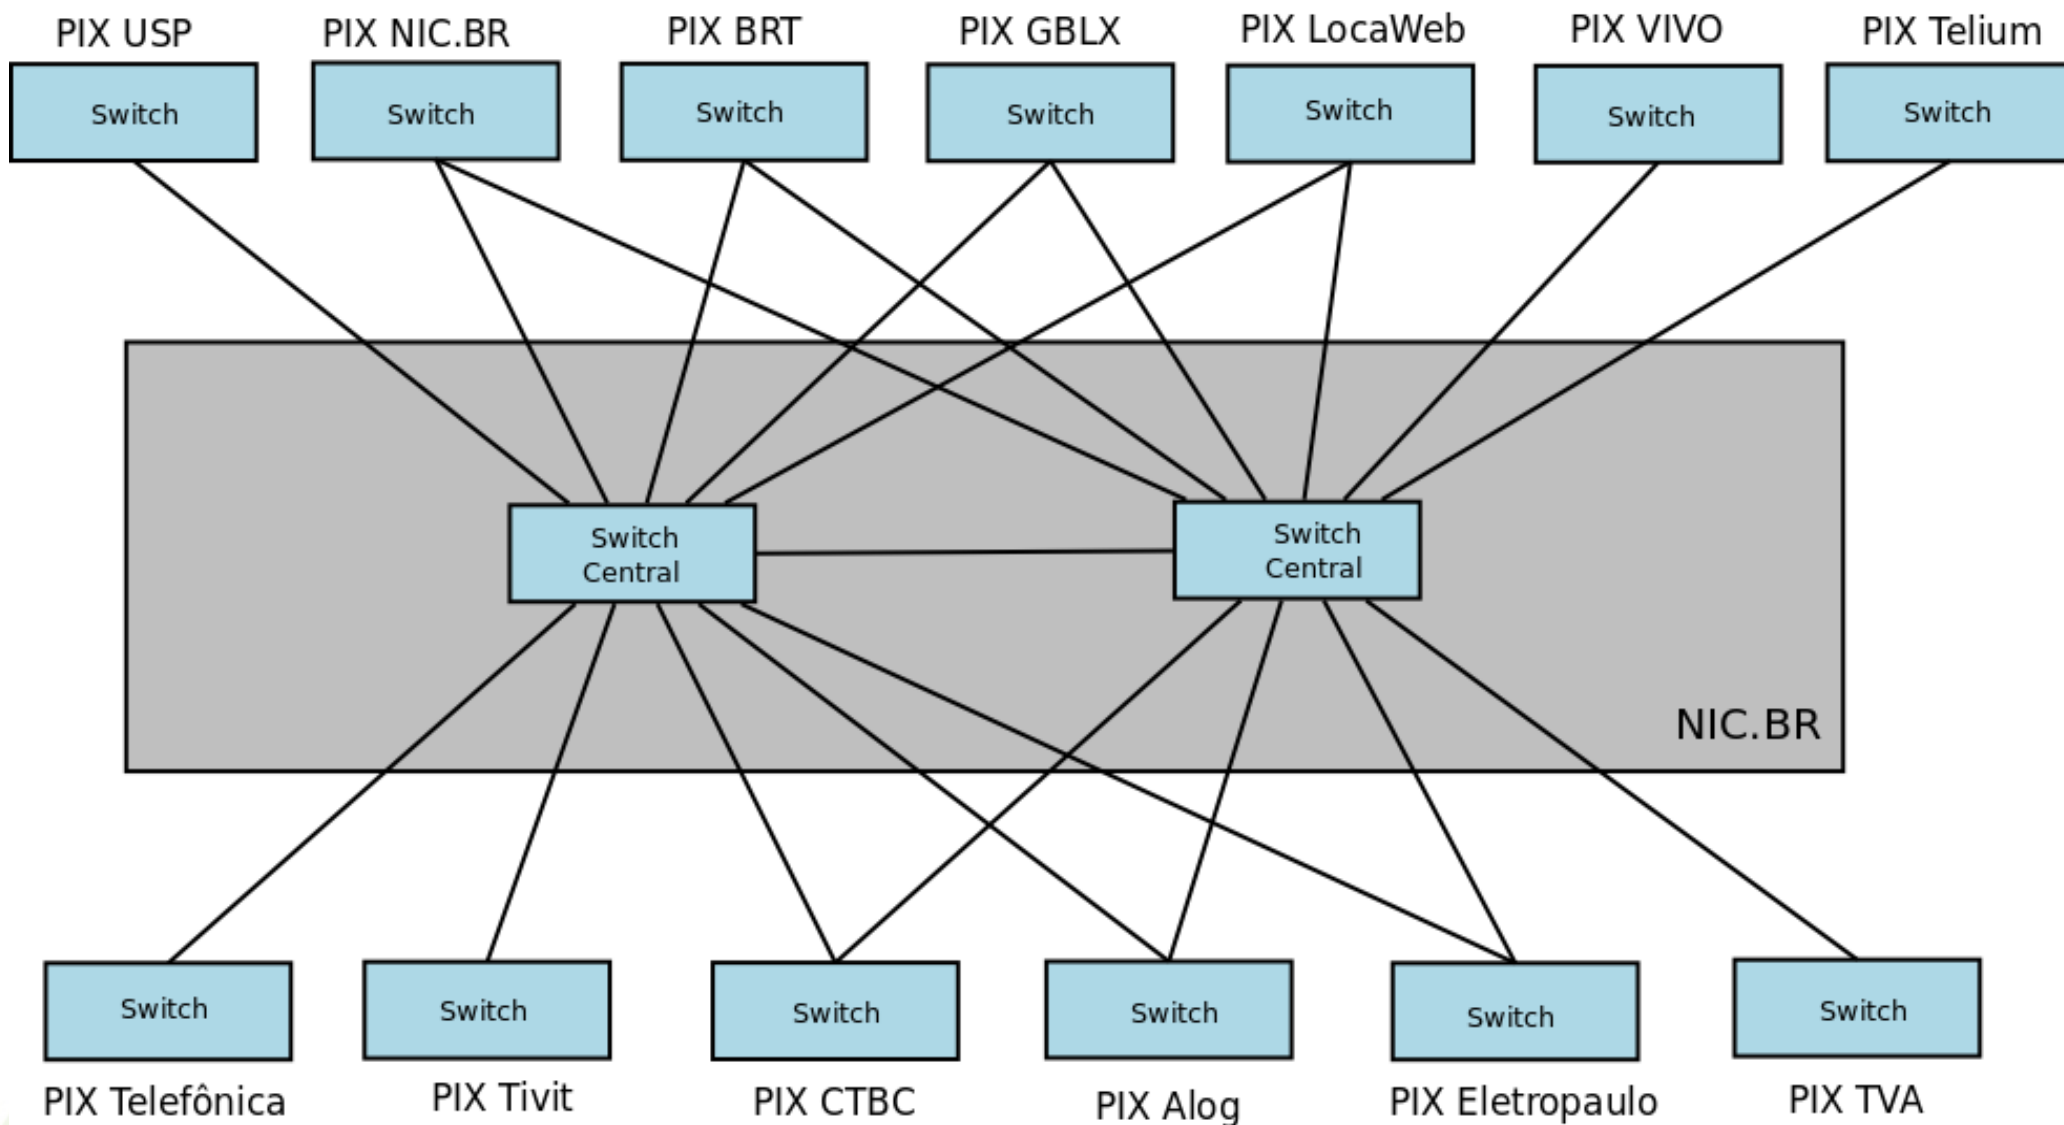 PIX USP
PIX NIC.BR
PIX BRT
PIX GBLX
PIX LocaWeb
PIX VIVO
PIX Telium
Switch
Switch
Switch
Switch
Switch
Switch
Switch
Switch
Central
Switch
Central
NIC.BR
Switch
Switch
Switch
Switch
Switch
Switch
PIX Telefônica
PIX Tivit
PIX CTBC
PIX Alog
PIX Eletropaulo
PIX TVA